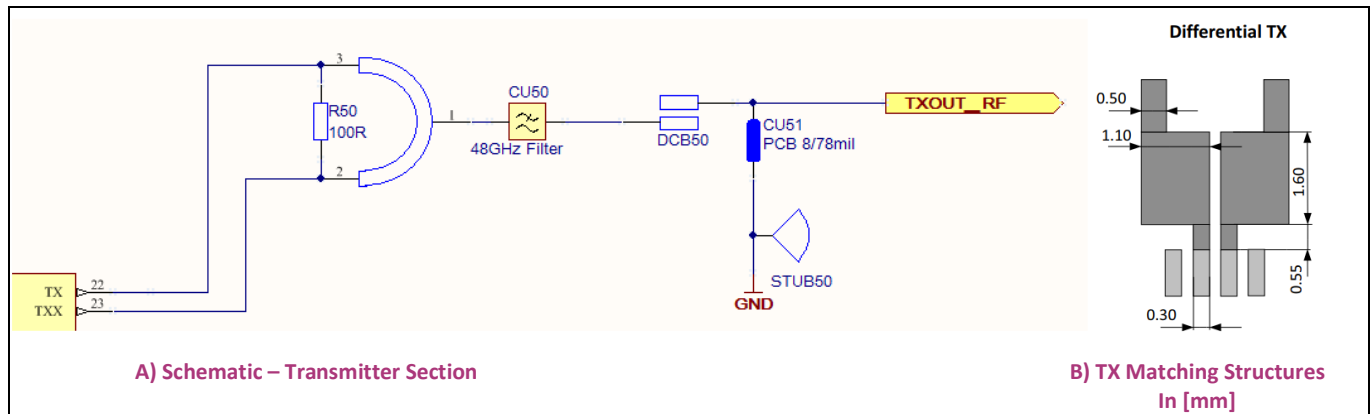 Differential TX
3
R50
100R
2
1
CU50
48GHz Filter
DCB50
TXOUT_RF
CU51
PCB 8/78mil
STUB50
GND
TX
22
TXX
23
0.50
1.10
1.60
0.55
0.30
A) Schematic – Transmitter Section
B) TX Matching Structures
In [mm]